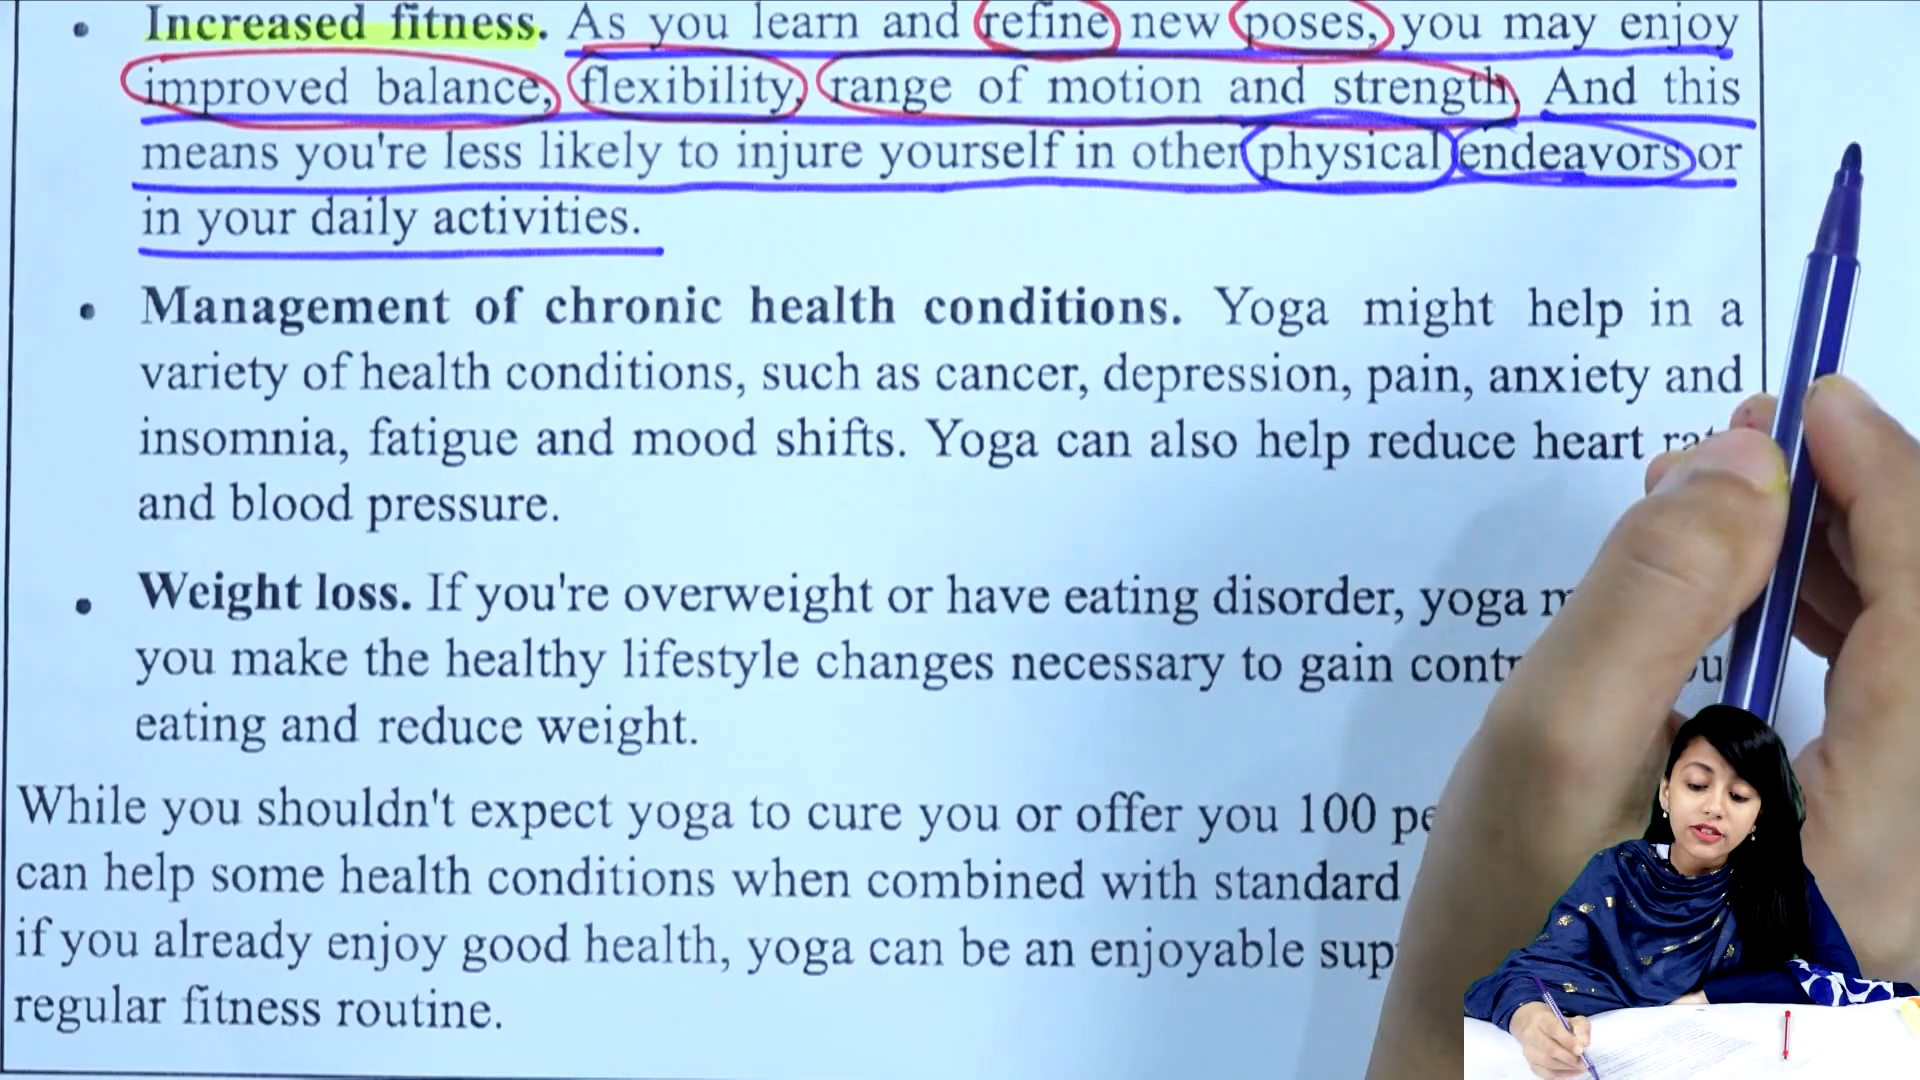 • Increased fitness. As you learn and refine new poses, you may enjoy
improved balance, flexibility, range of motion and strength. And this
means you're less likely to injure yourself in other physical endeavors or
in your daily activities.
• Management of chronic health conditions. Yoga might help in a
variety of health conditions, such as cancer, depression, pain, anxiety and
insomnia, fatigue and mood shifts. Yoga can also help reduce heart
and blood pressure.
• Weight loss. If you're overweight or have eating disorder, yoga
you make the healthy lifestyle changes necessary to gain
eating and reduce weight.
While you shouldn't expect yoga to cure you or offer you 100
can help some health conditions when combined with standard
if you already enjoy good health, yoga can be an enjoyable
regular fitness routine.